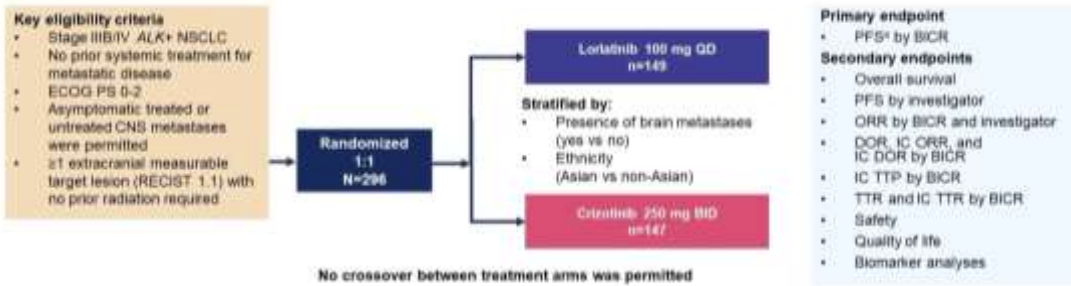 Key eligibility criteria
• Stage IIIB/IV ALK+ NSCLC
• No prior systemic treatment for
metastatic disease
• ECOG PS 0-2
• Asymptomatic treated or
untreated CNS metastases
were permitted
• ≥1 extracranial measurable
target lesion (RECIST 1.1) with
no prior radiation required
Randomized
1:1
N=296
Lorlatinib 100 mg QD
n=149
Stratified by:
• Presence of brain metastases
(yes vs no)
• Ethnicity
(Asian vs non-Asian)
Crizotinib 250 mg BID
n=147
No crossover between treatment arms was permitted
Primary endpoint
• PFSᵃ by BICR
Secondary endpoints
• Overall survival
• PFS by investigator
• ORR by BICR and investigator
• DOR, IC ORR, and
IC DOR by BICR
• IC TTP by BICR
• TTR and IC TTR by BICR
• Safety
• Quality of life
• Biomarker analyses